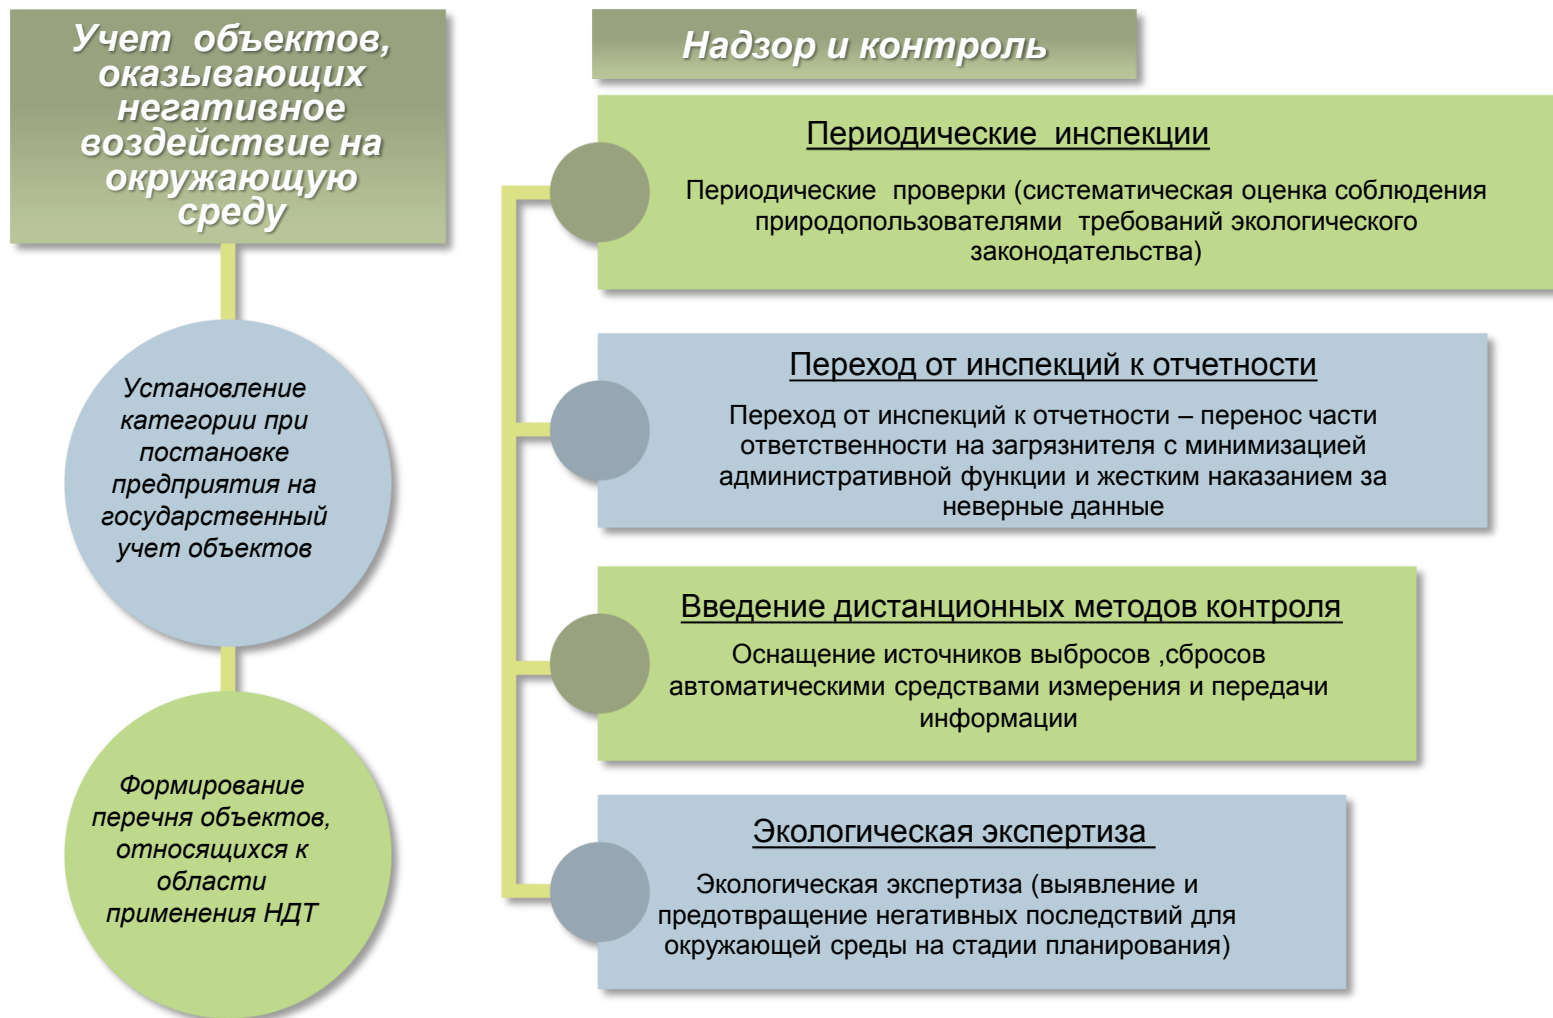 Учет объектов,
оказывающих
негативное
воздействие на
окружающую
среду
Установление
категории при
постановке
предприятия на
государственный
учет объектов
Формирование
перечня объектов,
относящихся к
области
применения НДТ
Надзор и контроль
Периодические инспекции
Периодические проверки (систематическая оценка соблюдения
природопользователями требований экологического
законодательства)
Переход от инспекций к отчетности
Переход от инспекций к отчетности – перенос части
ответственности на загрязнителя с минимизацией
административной функции и жестким наказанием за
неверные данные
Введение дистанционных методов контроля
Оснащение источников выбросов ,сбросов
автоматическими средствами измерения и передачи
информации
Экологическая экспертиза
Экологическая экспертиза (выявление и
предотвращение негативных последствий для
окружающей среды на стадии планирования)